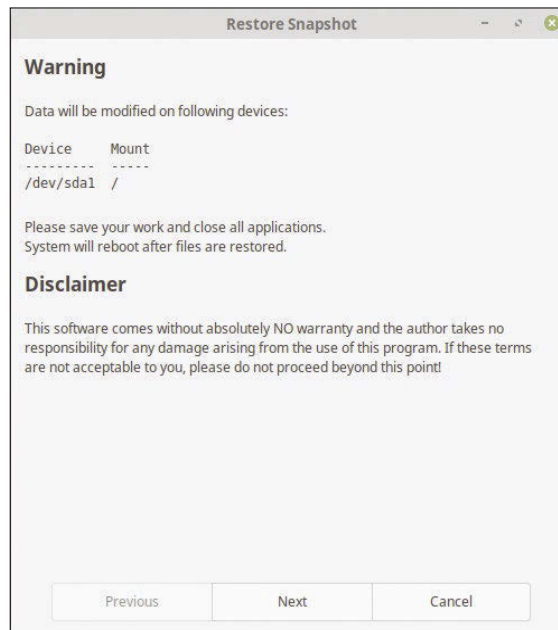 Restore Snapshot
Warning
Data will be modified on following devices:
Device Mount
--------- -----
/dev/sda1 /
Please save your work and close all applications.
System will reboot after files are restored.
Disclaimer
This software comes without absolutely NO warranty and the author takes no
responsibility for any damage arising from the use of this program. If these terms
are not acceptable to you, please do not proceed beyond this point!
Previous Next Cancel